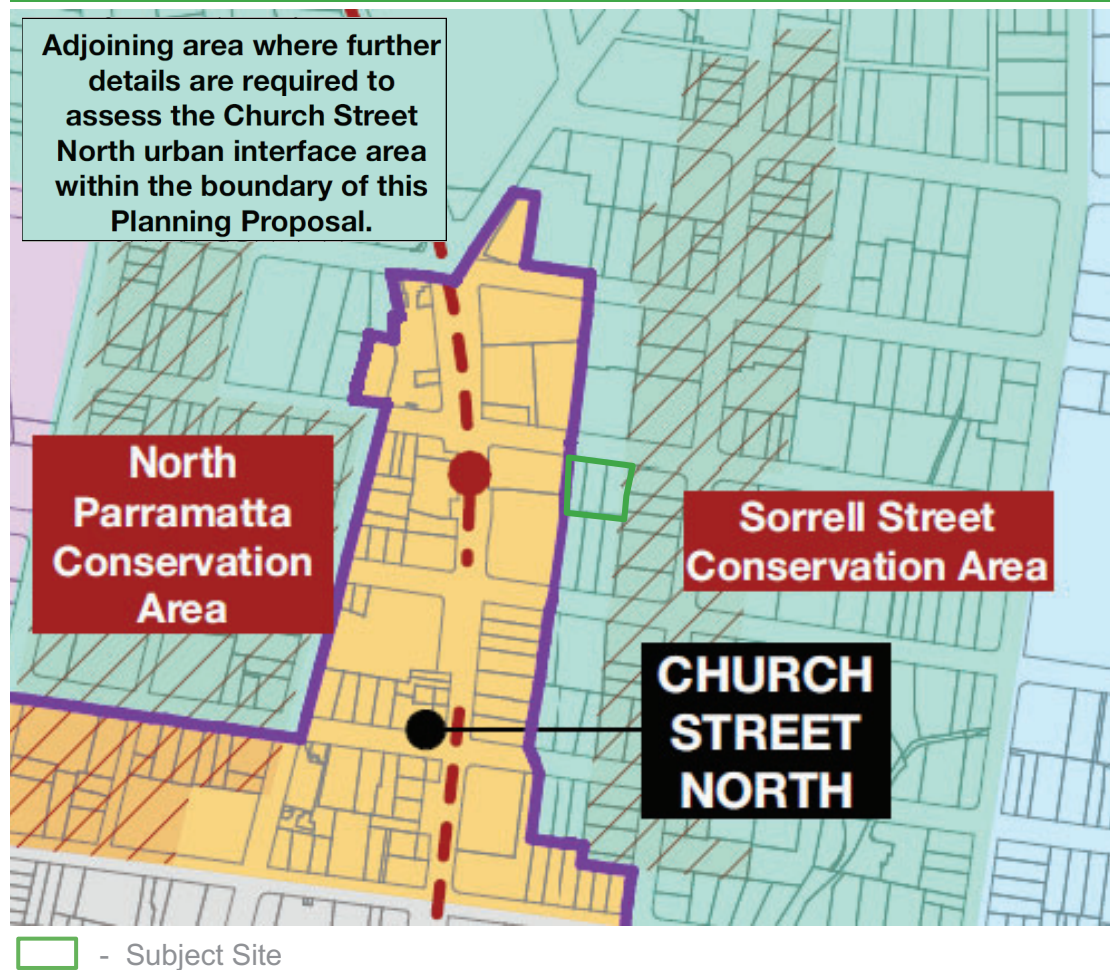 Adjoining area where further
details are required to
assess the Church Street
North urban interface area
within the boundary of this
Planning Proposal.
North
Parramatta
Conservation
Area
Sorrell Street
Conservation Area
CHURCH
STREET
NORTH
- Subject Site